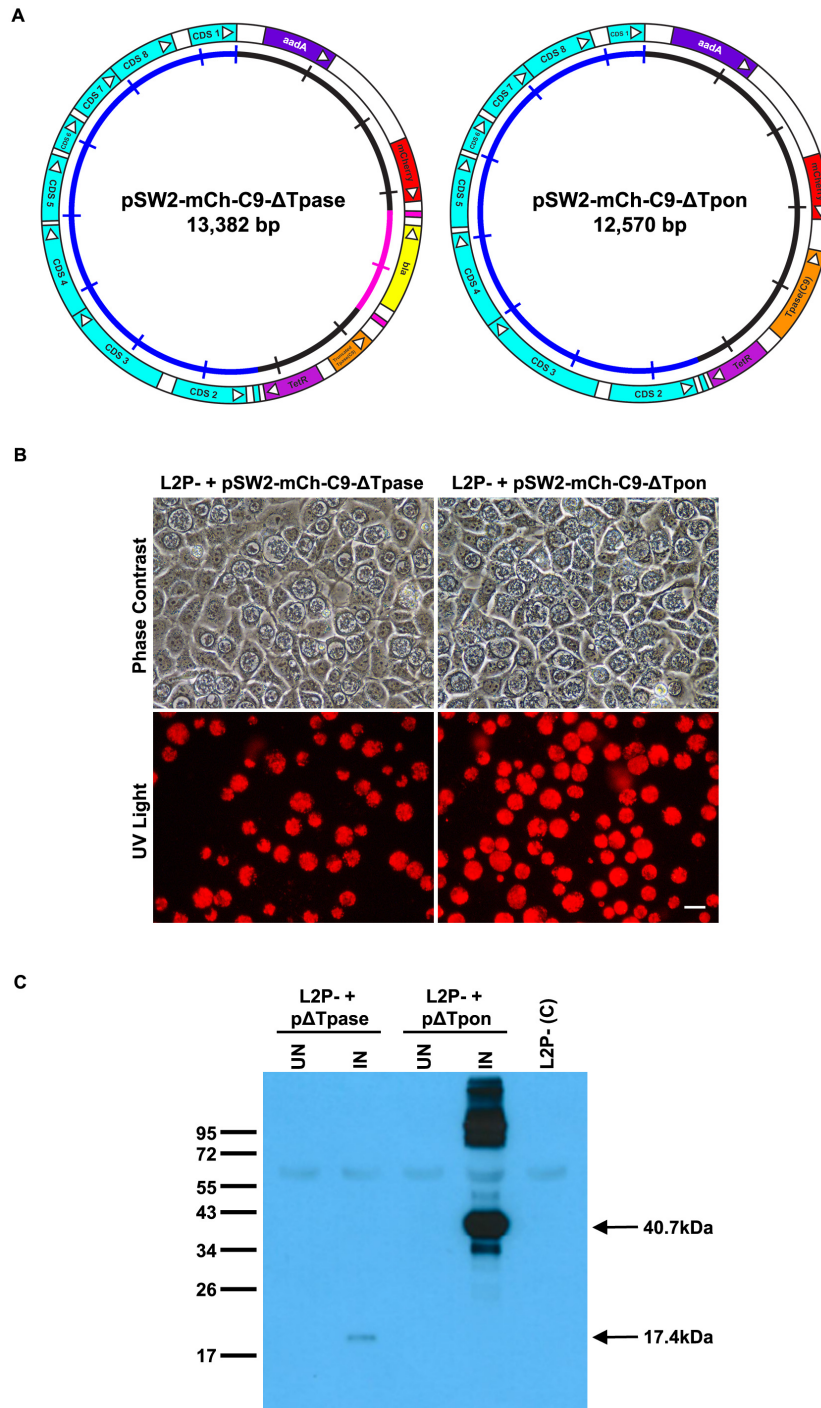 A
CDS 1
aadA
mCherry
bla
Truncated
Tpase(C9)
TetR
CDS 2
CDS 3
CDS 4
CDS 5
CDS 6
CDS 7
CDS 8
pSW2-mCh-C9-ΔTpase
13,382 bp
CDS 1
aadA
mCherry
Tpase(C9)
TetR
CDS 2
CDS 3
CDS 4
CDS 5
CDS 6
CDS 7
CDS 8
pSW2-mCh-C9-ΔTpon
12,570 bp
B
L2P- + pSW2-mCh-C9-ΔTpase
L2P- + pSW2-mCh-C9-ΔTpon
Phase Contrast
UV Light
C
L2P- +
pΔTpase
L2P- +
pΔTpon
L2P- (C)
UN
IN
UN
IN
95
72
55
43
34
26
17
40.7kDa
17.4kDa